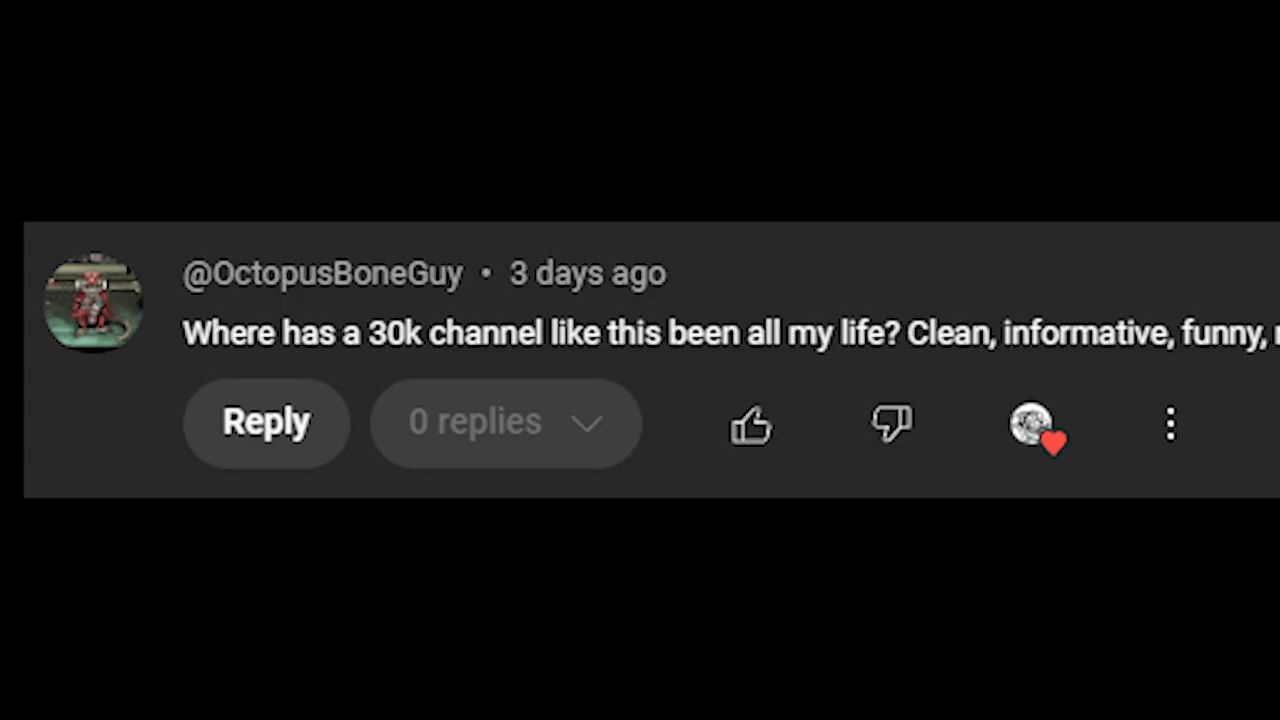 @OctopusBoneGuy • 3 days ago
Where has a 30k channel like this been all my life? Clean, informative, funny,
Reply
0 replies